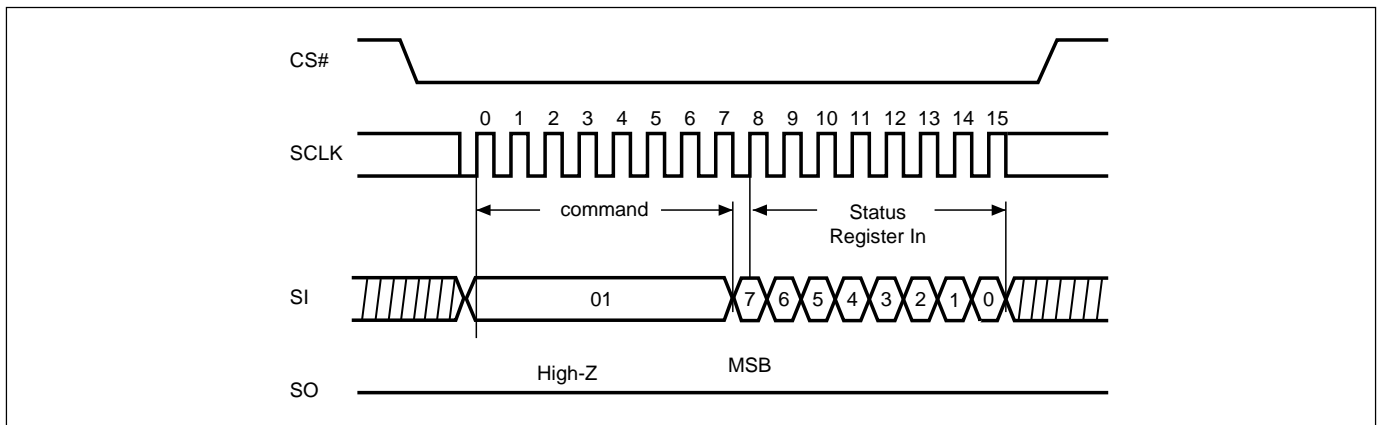 CS#
0 1 2 3 4 5 6 7 8 9 10 11 12 13 14 15
SCLK
command
Status
Register In
SI
01
7 6 5 4 3 2 1 0
High-Z
MSB
SO